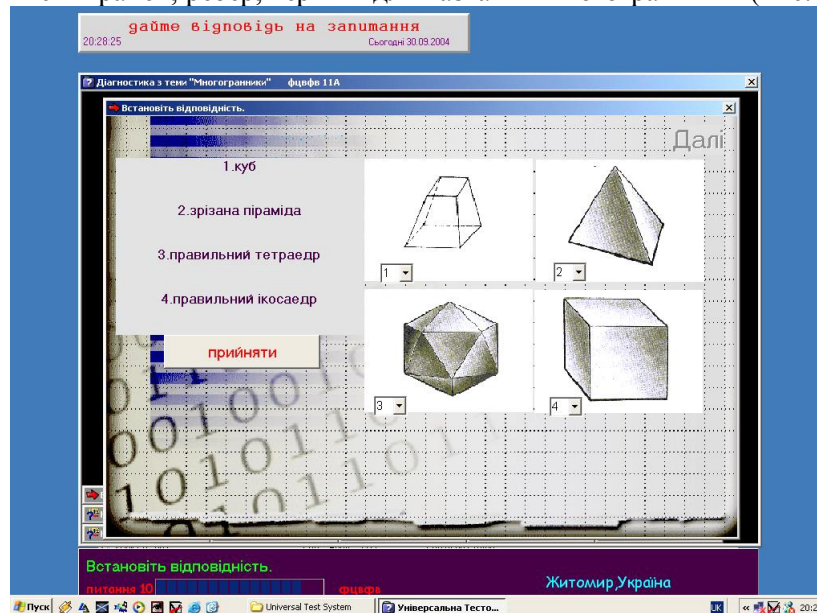 дайте відповідь на запитання
20:28:25 Сьогодні 30.09.2004
Діагностика з теми "Многогранники" фцвфв 11А
Встановіть відповідність.
Далі
1.куб
2.зрізана піраміда
3.правильний тетраедр
4.правильний ікосаедр
прийняти
1
2
3
4
Встановіть відповідність.
питання 10 фцвфв
Житомир,Україна
Пуск Universal Test System Універсальна Тесто... UK